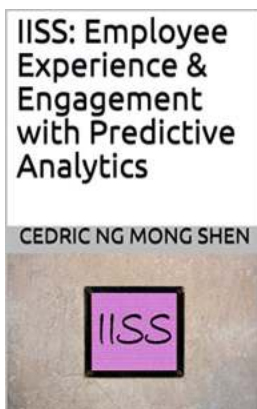 IISS: Employee
Experience &
Engagement
with Predictive
Analytics
CEDRIC NG MONG SHEN
IISS